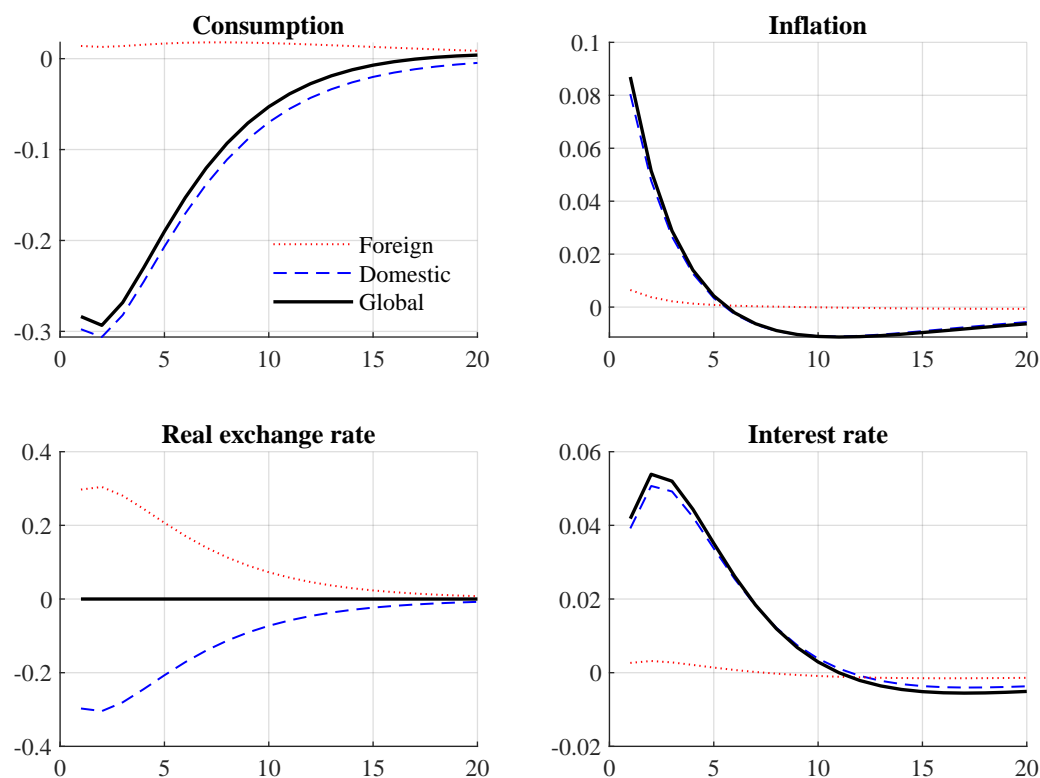 Consumption
0
-0.1
-0.2
-0.3
0 5 10 15 20
Foreign
Domestic
Global
Inflation
0.1
0.08
0.06
0.04
0.02
0
0 5 10 15 20
Real exchange rate
0.4
0.2
0
-0.2
-0.4
0 5 10 15 20
Interest rate
0.06
0.04
0.02
0
-0.02
0 5 10 15 20